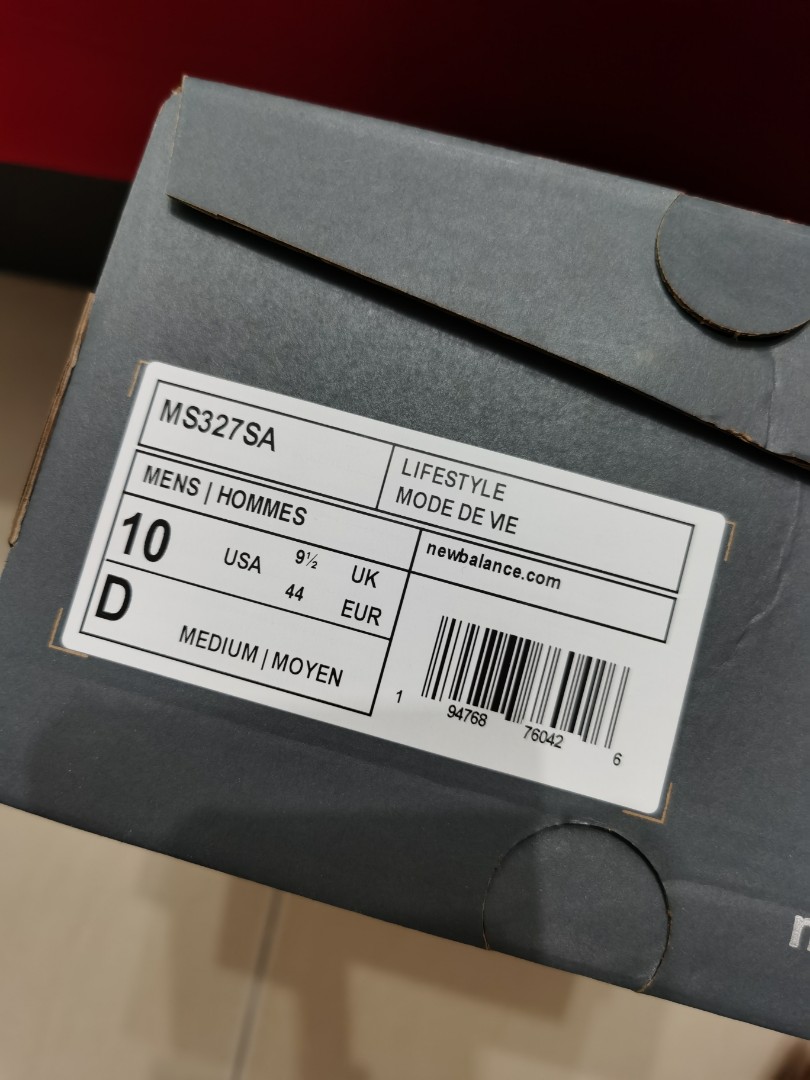 MS327SA
LIFESTYLE
MODE DE VIE
MENS | HOMMES
newbalance.com
10 USA 9½ UK
44 EUR
D
MEDIUM | MOYEN
1 94768 76042 6